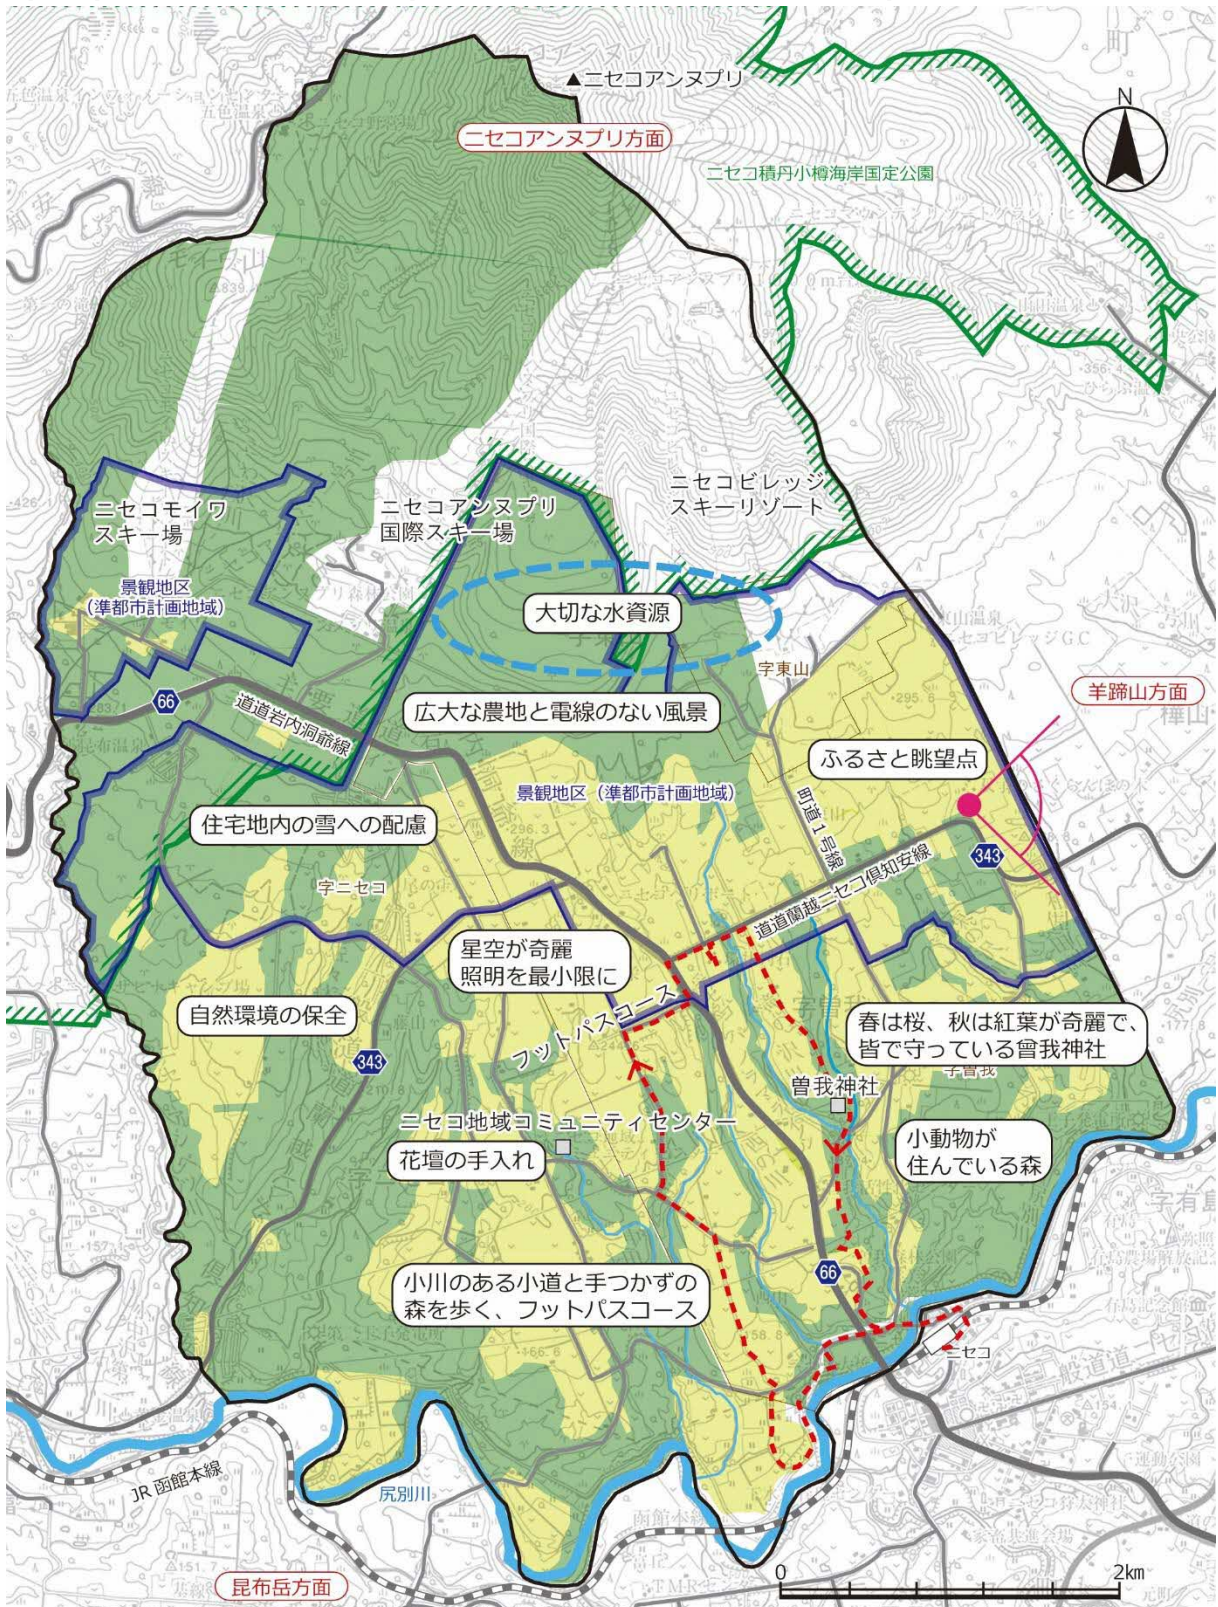 ▲ニセコアンヌプリ
N
ニセコアンヌプリ方面
ニセコ積丹小樽海岸国定公園
ニセコモイワ
スキー場
ニセコアンヌプリ
国際スキー場
ニセコビレッジ
スキーリゾート
景観地区
(準都市計画地域)
大切な水資源
字東山
66
道道岩内洞爺線
広大な農地と電線のない風景
羊蹄山方面
ふるさと眺望点
景観地区(準都市計画地域)
町道1号線
住宅地内の雪への配慮
343
道道蘭越ニセコ倶知安線
字ニセコ
星空が奇麗
照明を最小限に
自然環境の保全
フットパスコース
春は桜、秋は紅葉が奇麗で、
皆で守っている曾我神社
343
字曽我
曽我神社
ニセコ地域コミュニティセンター
花壇の手入れ
小動物が
住んでいる森
字有島
小川のある小道と手つかずの
森を歩く、フットパスコース
66
ニセコ
JR 函館本線
尻別川
昆布岳方面
0
2km